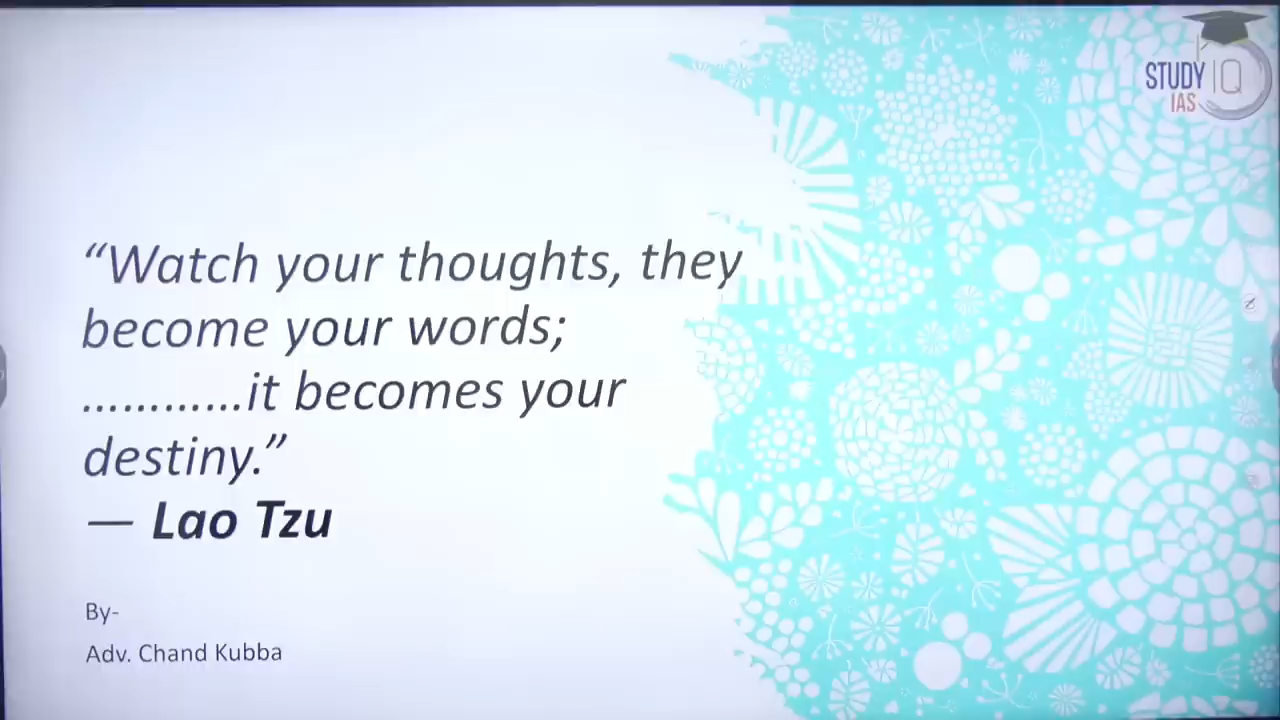 STUDY IQ
IAS
“Watch your thoughts, they
become your words;
…………it becomes your
destiny.”
— Lao Tzu
By-
Adv. Chand Kubba